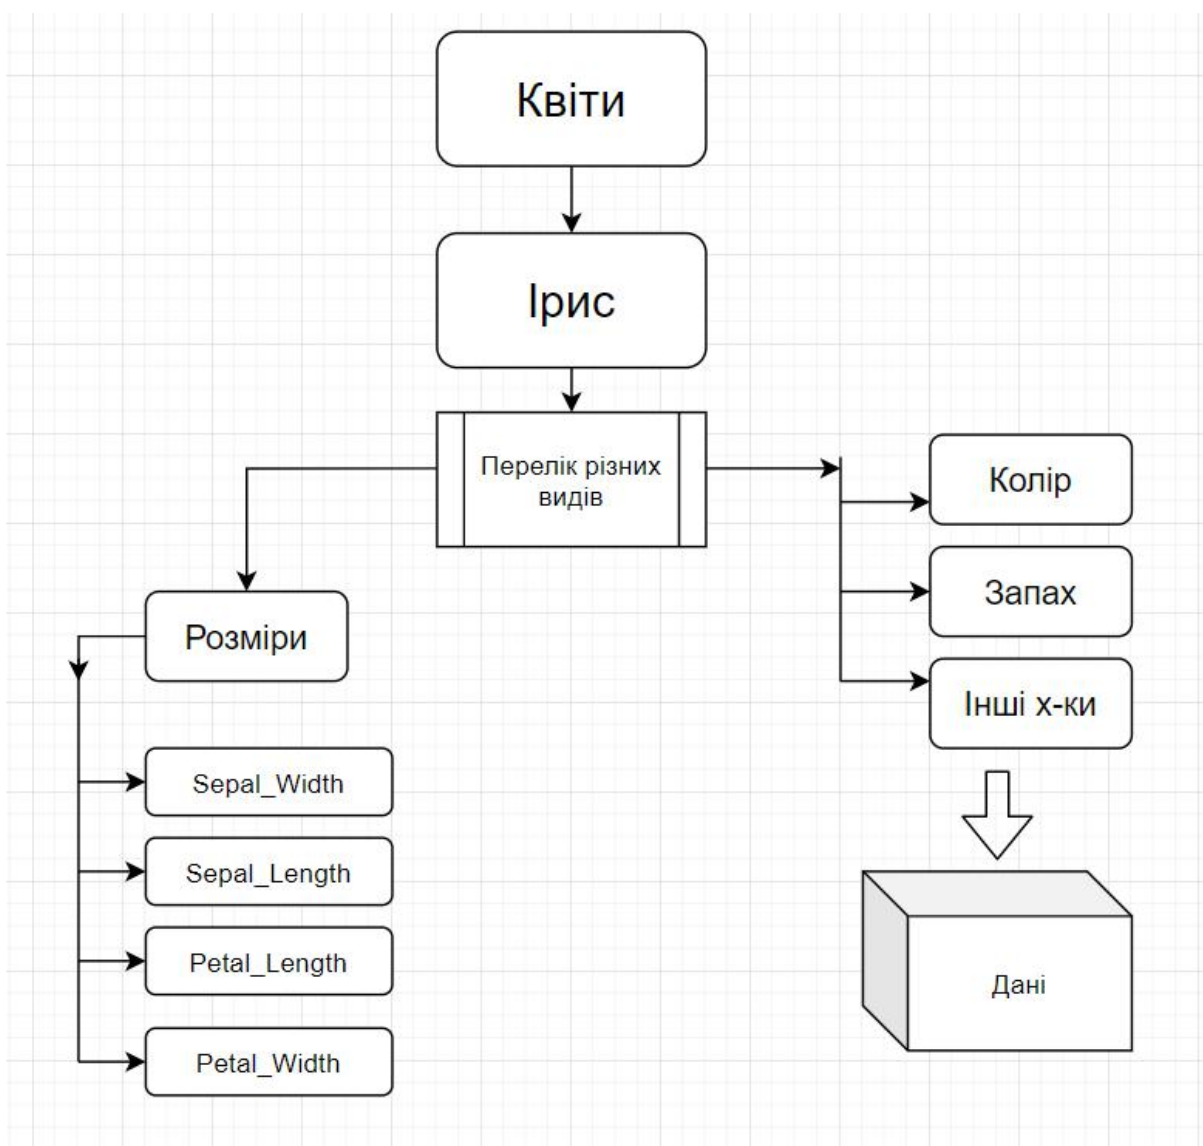 Квіти
Ірис
Перелік різних
видів
Колір
Запах
Інші х-ки
Розміри
Sepal_Width
Sepal_Length
Petal_Length
Petal_Width
Дані